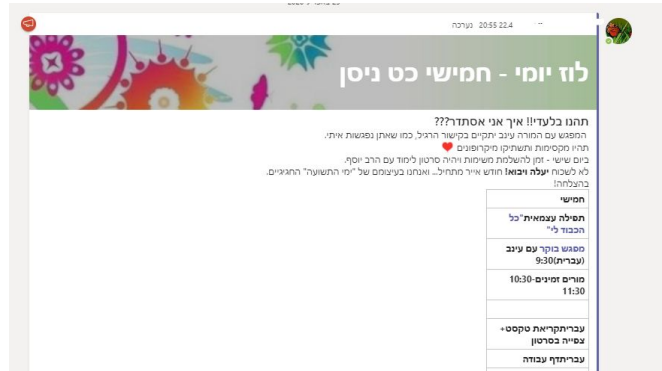 20:55 22.4 נערכה
לוז יומי - חמישי כט ניסן
תהנו בלעדי!! איך אני אסתדר???
המפגש עם המורה עינב יתקיים בקישור הרגיל, כמו שאתן נפגשות איתי.
תהיו מקסימות ותשתיקו מיקרופונים ❤
ביום שישי - זמן להשלמת משימות ויהיה סרטון לימוד עם הרב יוסף.
לא לשכוח יעלה ויבוא! חודש אייר מתחיל... ואנחנו בעיצומם של "ימי התשועה" החגיגיים.
בהצלחה!
חמישי
תפילה עצמאית"כל
הכבוד לי"
מפגש בוקר עם עינב
(עברית)9:30
מורים זמינים-10:30
11:30
עבריתקריאת טקסט+
צפייה בסרטון
עבריתדף עבודה